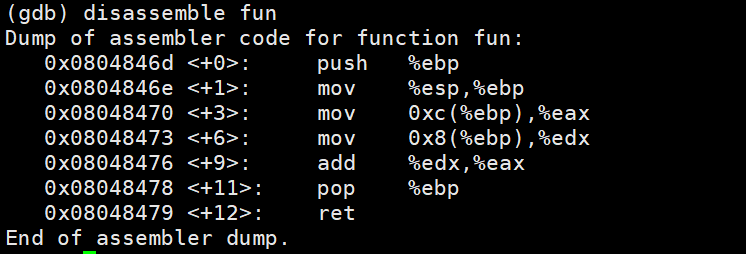 (gdb) disassemble fun
Dump of assembler code for function fun:
   0x0804846d <+0>:     push   %ebp
   0x0804846e <+1>:     mov    %esp,%ebp
   0x08048470 <+3>:     mov    0xc(%ebp),%eax
   0x08048473 <+6>:     mov    0x8(%ebp),%edx
   0x08048476 <+9>:     add    %edx,%eax
   0x08048478 <+11>:    pop    %ebp
   0x08048479 <+12>:    ret
End of assembler dump.